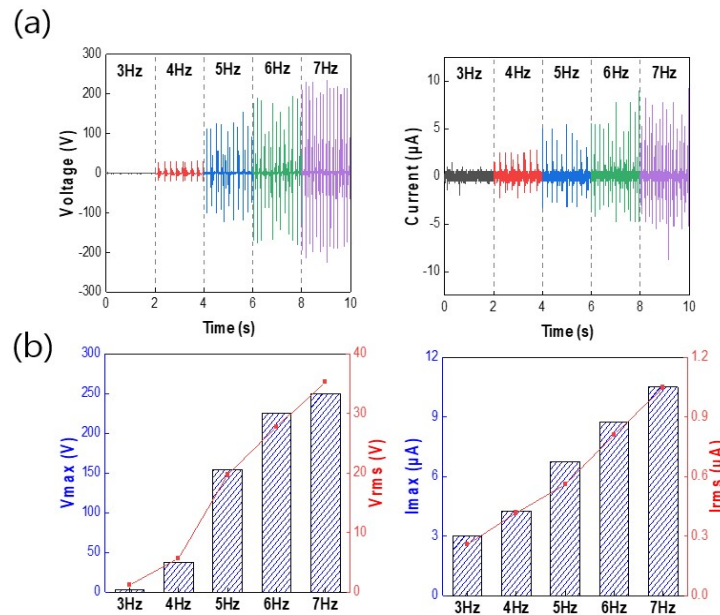 (a)
300
200
100
0
-100
-200
-300
Voltage (V)
3Hz 4Hz 5Hz 6Hz 7Hz
0 2 4 6 8 10
Time (s)
10
5
0
-5
-10
Current (μA)
3Hz 4Hz 5Hz 6Hz 7Hz
0 2 4 6 8 10
Time (s)
(b)
300
250
200
150
100
50
0
Vmax (V)
40
30
20
10
0
Vrms (V)
3Hz 4Hz 5Hz 6Hz 7Hz
12
9
6
3
0
Imax (μA)
1.2
0.9
0.6
0.3
0.0
Irms (μA)
3Hz 4Hz 5Hz 6Hz 7Hz